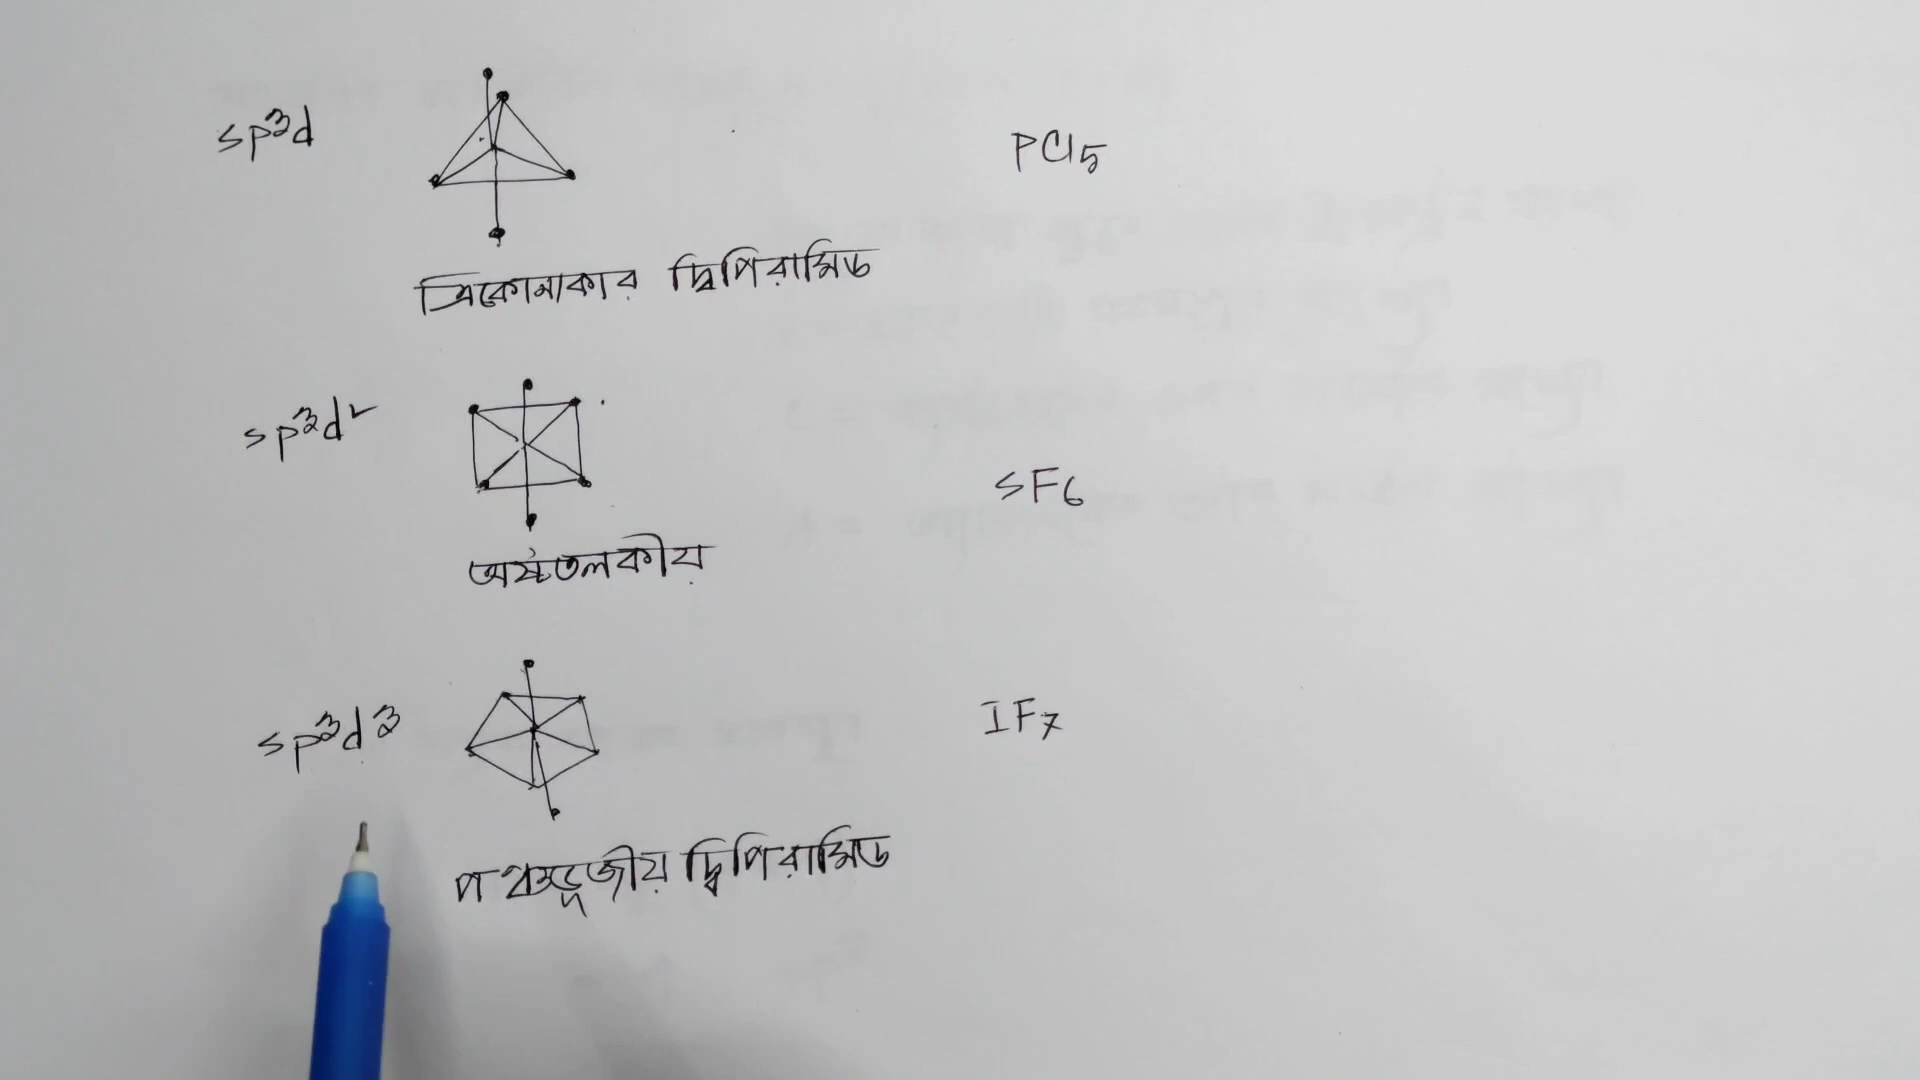 sp³d PCl₅
ত্রিকোনাকার দ্বিপিরামিড
sp³d² SF₆
অষ্টতলকীয়
sp³d³ IF₇
পঞ্চভূজীয় দ্বিপিরামিড